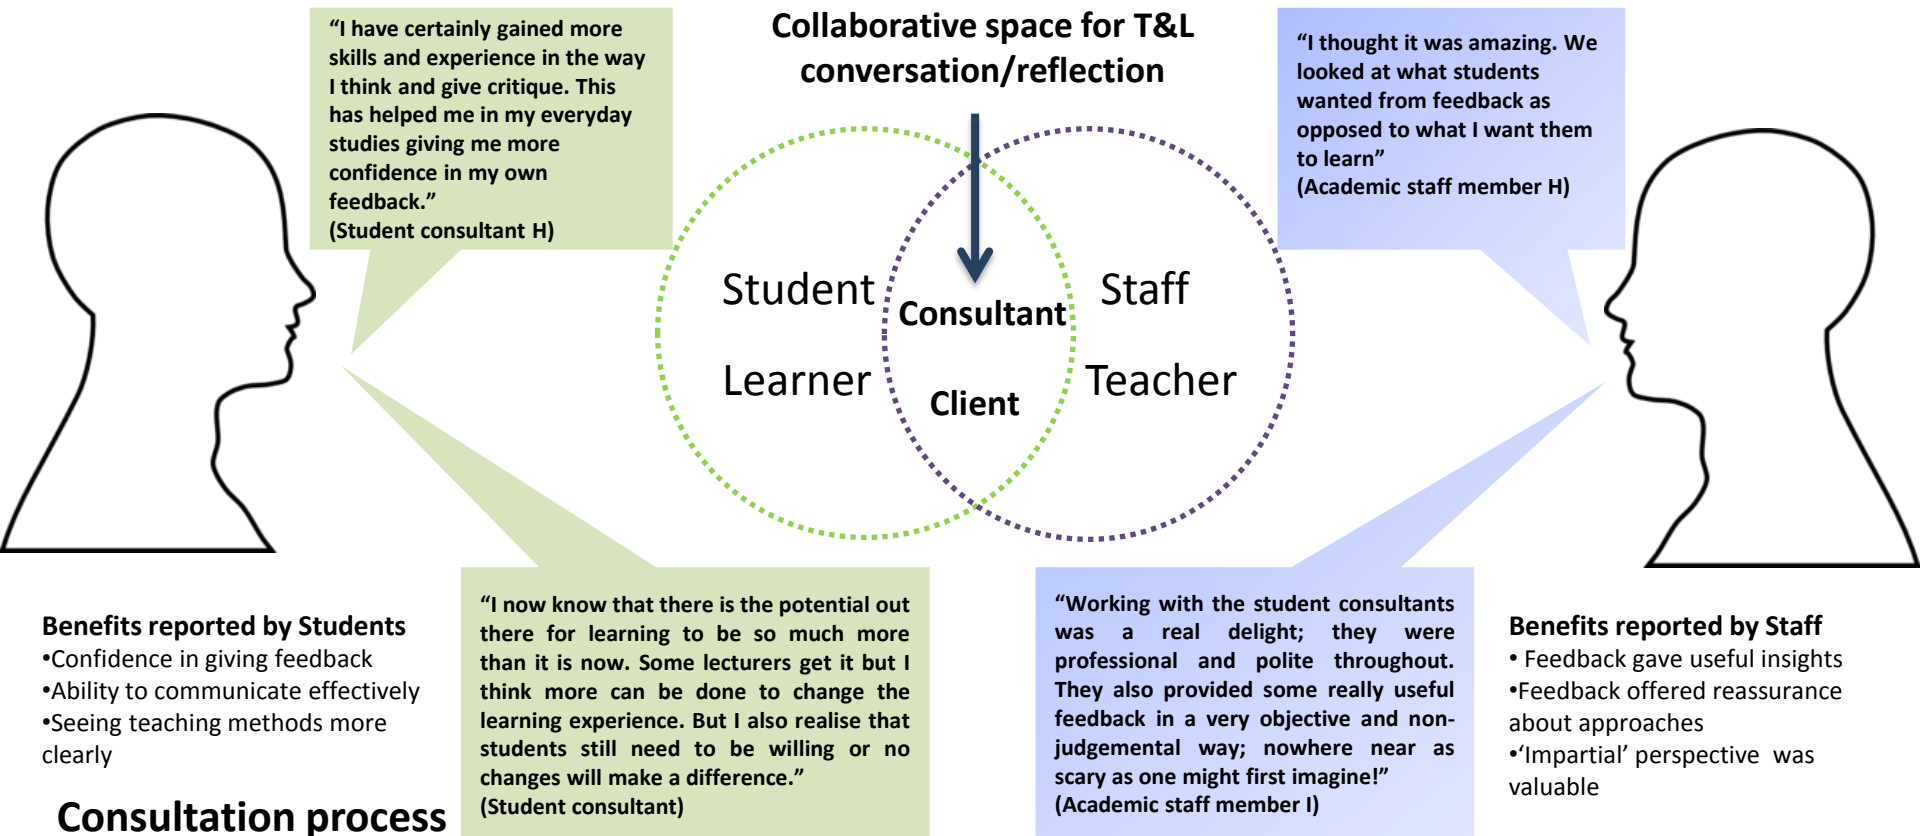 “I have certainly gained more
skills and experience in the way
I think and give critique. This
has helped me in my everyday
studies giving me more
confidence in my own
feedback.”
(Student consultant H)
Collaborative space for T&L
conversation/reflection
“I thought it was amazing. We
looked at what students
wanted from feedback as
opposed to what I want them
to learn”
(Academic staff member H)
Student
Learner
Consultant
Client
Staff
Teacher
Benefits reported by Students
•Confidence in giving feedback
•Ability to communicate effectively
•Seeing teaching methods more
clearly
“I now know that there is the potential out
there for learning to be so much more
than it is now. Some lecturers get it but I
think more can be done to change the
learning experience. But I also realise that
students still need to be willing or no
changes will make a difference.”
(Student consultant)
“Working with the student consultants
was a real delight; they were
professional and polite throughout.
They also provided some really useful
feedback in a very objective and non-
judgemental way; nowhere near as
scary as one might first imagine!”
(Academic staff member I)
Benefits reported by Staff
• Feedback gave useful insights
•Feedback offered reassurance
about approaches
•‘Impartial’ perspective was
valuable
Consultation process